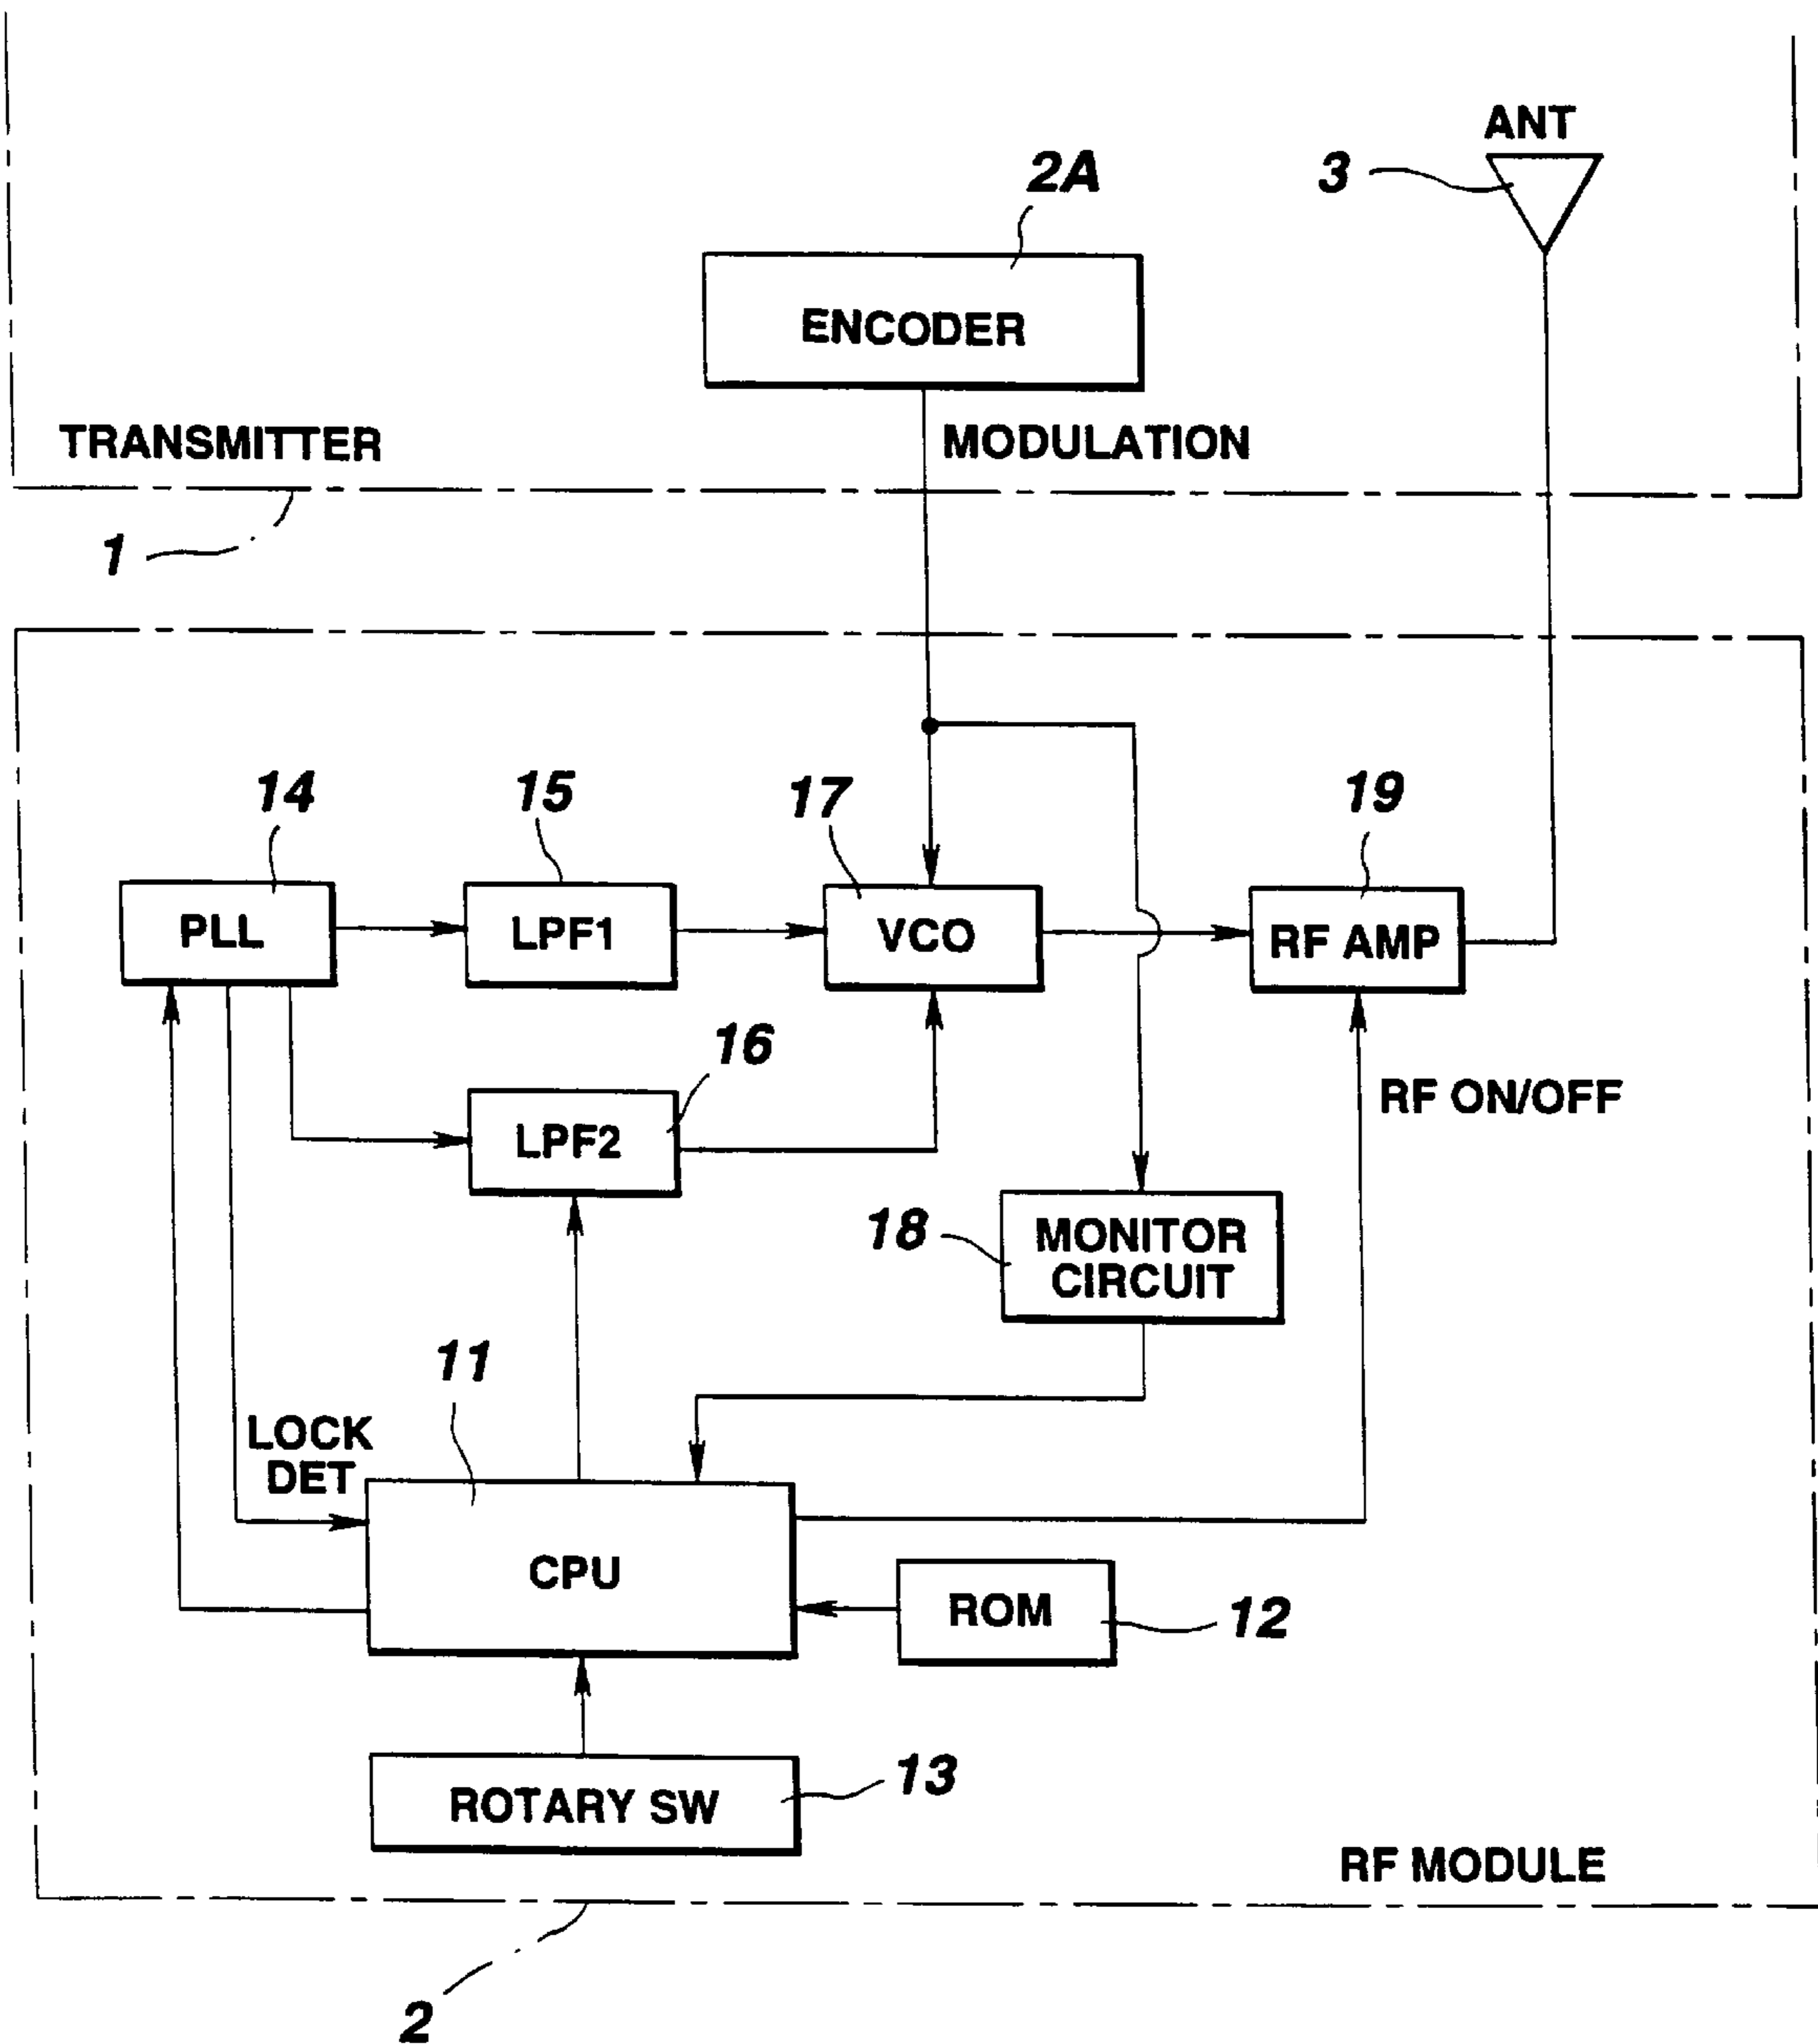 ANT
2A
3
ENCODER
TRANSMITTER
MODULATION
1
14
15
17
19
PLL
LPF1
VCO
RF AMP
16
RF ON/OFF
LPF2
18
MONITOR
CIRCUIT
11
LOCK
DET
CPU
ROM
12
ROTARY SW
13
RF MODULE
2